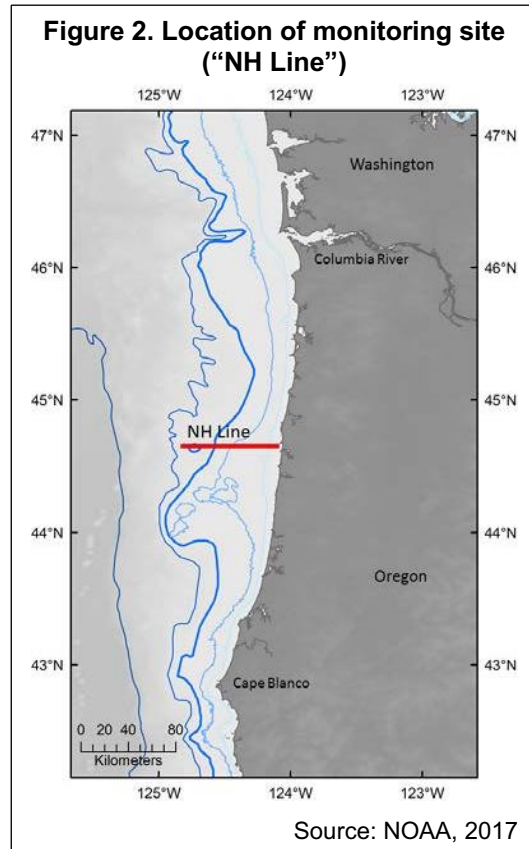 Figure 2. Location of monitoring site
(“NH Line”)
125°W 124°W 123°W
47°N 47°N
Washington
46°N 46°N
Columbia River
45°N 45°N
NH Line
44°N 44°N
Oregon
43°N 43°N
Cape Blanco
0 20 40 80
Kilometers
125°W 124°W 123°W
Source: NOAA, 2017